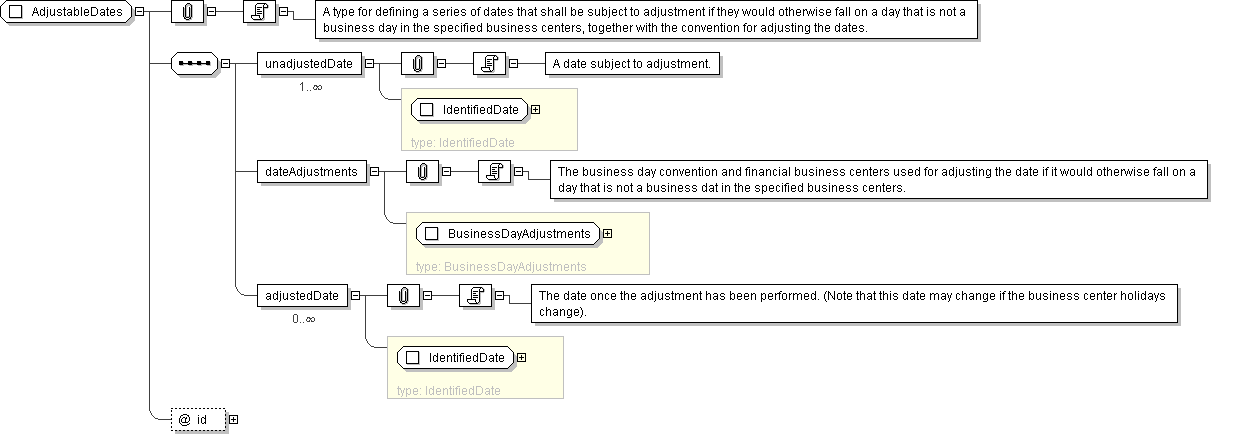 AdjustableDates
A type for defining a series of dates that shall be subject to adjustment if they would otherwise fall on a day that is not a
business day in the specified business centers, together with the convention for adjusting the dates.
unadjustedDate
A date subject to adjustment.
1..∞
IdentifiedDate
type: IdentifiedDate
dateAdjustments
The business day convention and financial business centers used for adjusting the date if it would otherwise fall on a
day that is not a business dat in the specified business centers.
BusinessDayAdjustments
type: BusinessDayAdjustments
adjustedDate
The date once the adjustment has been performed. (Note that this date may change if the business center holidays
change).
0..∞
IdentifiedDate
type: IdentifiedDate
@ id